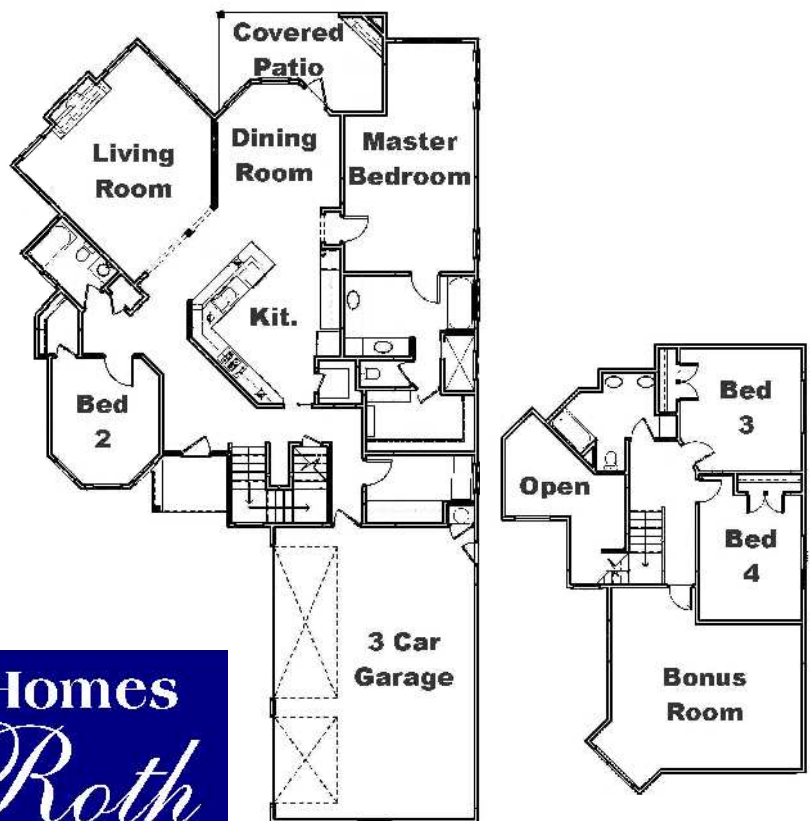 Covered
Patio
Living
Room
Dining
Room
Master
Bedroom
Kit.
Bed
2
3 Car
Garage
Bed
3
Open
Bed
4
Bonus
Room
Homes
Roth